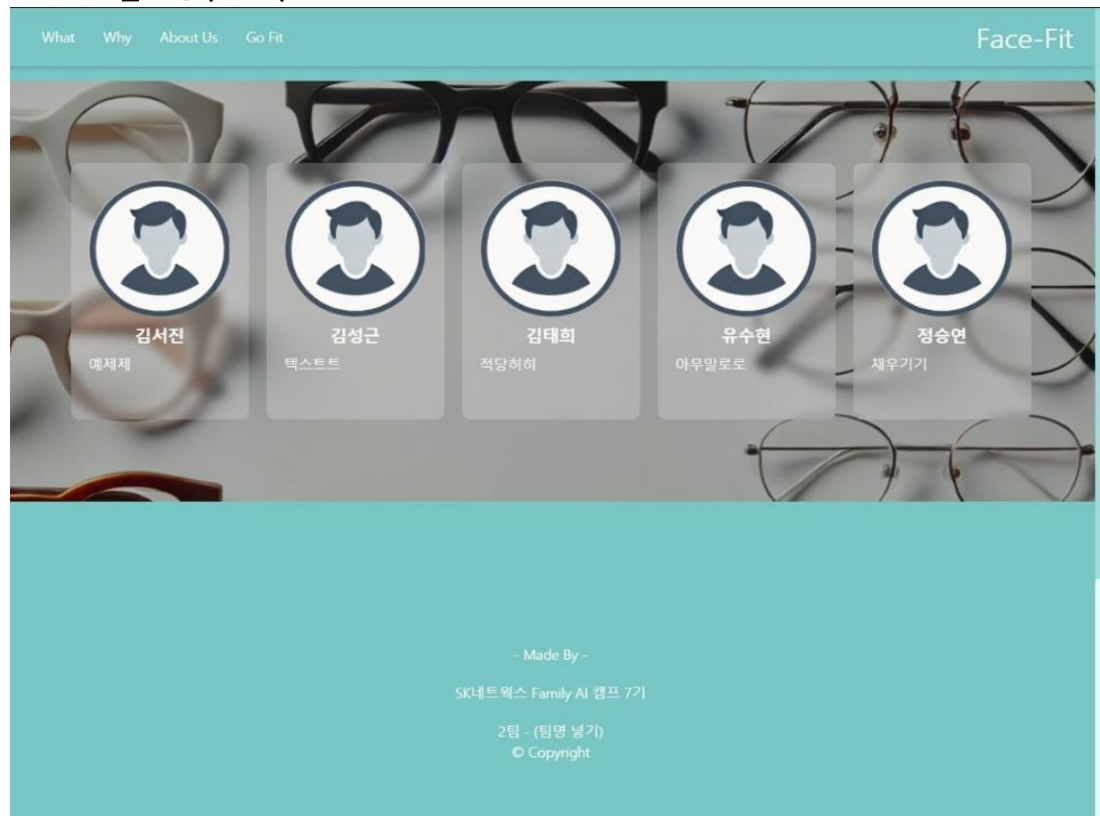 What Why About Us Go Fit Face-Fit
김서진 김성근 김태희 유수현 정승연
예제제 텍스트트 적당히히 아무말로로 채우기기
- Made By -
SK네트웍스 Family AI 캠프 7기
2팀 - (팀명 넣기)
© Copyright